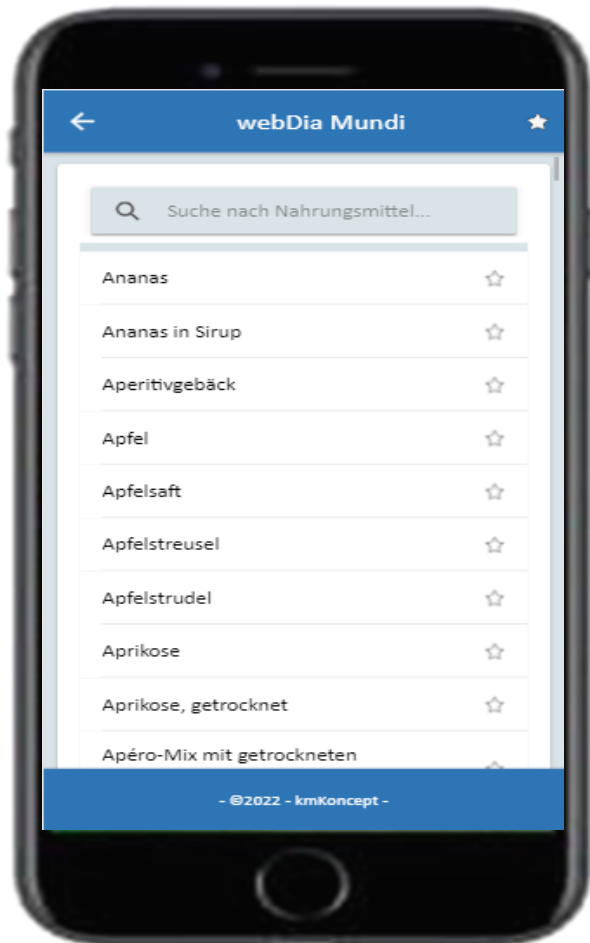 webDia Mundi
Suche nach Nahrungsmittel...
Ananas
Ananas in Sirup
Aperitivgebäck
Apfel
Apfelsaft
Apfelstreusel
Apfelstrudel
Aprikose
Aprikose, getrocknet
Apéro-Mix mit getrockneten
- ©2022 - kmKoncept -